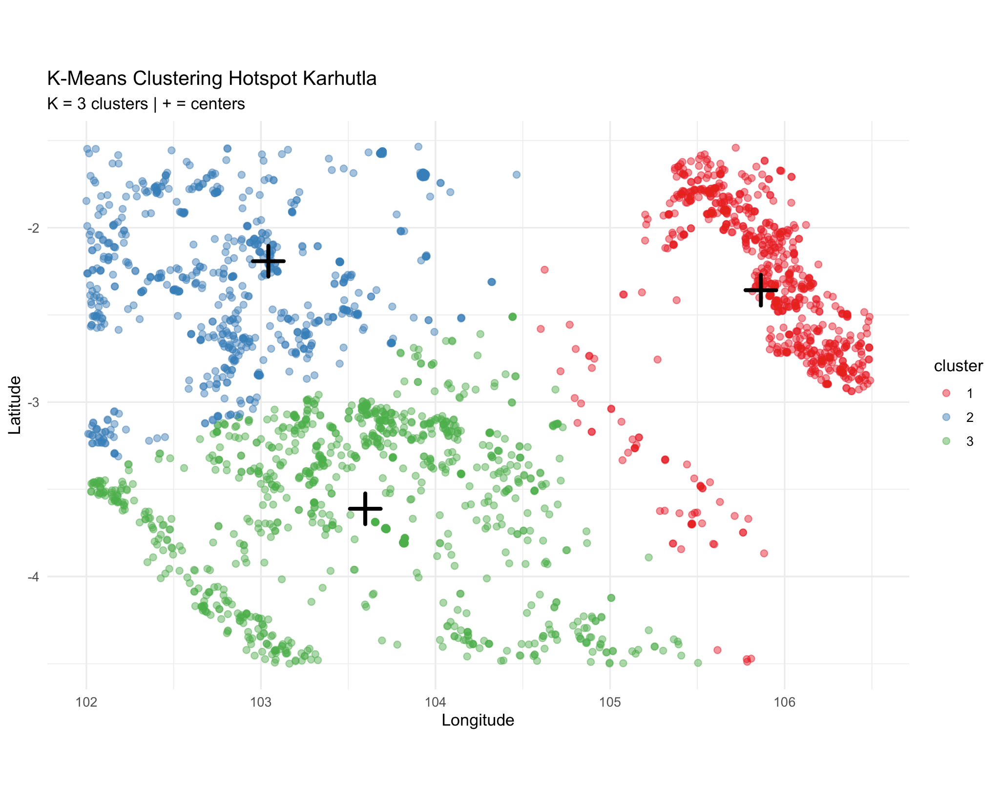 K-Means Clustering Hotspot Karhutla
K = 3 clusters | + = centers
Latitude
-2
-3
-4
102
103
104
105
106
Longitude
cluster
1
2
3